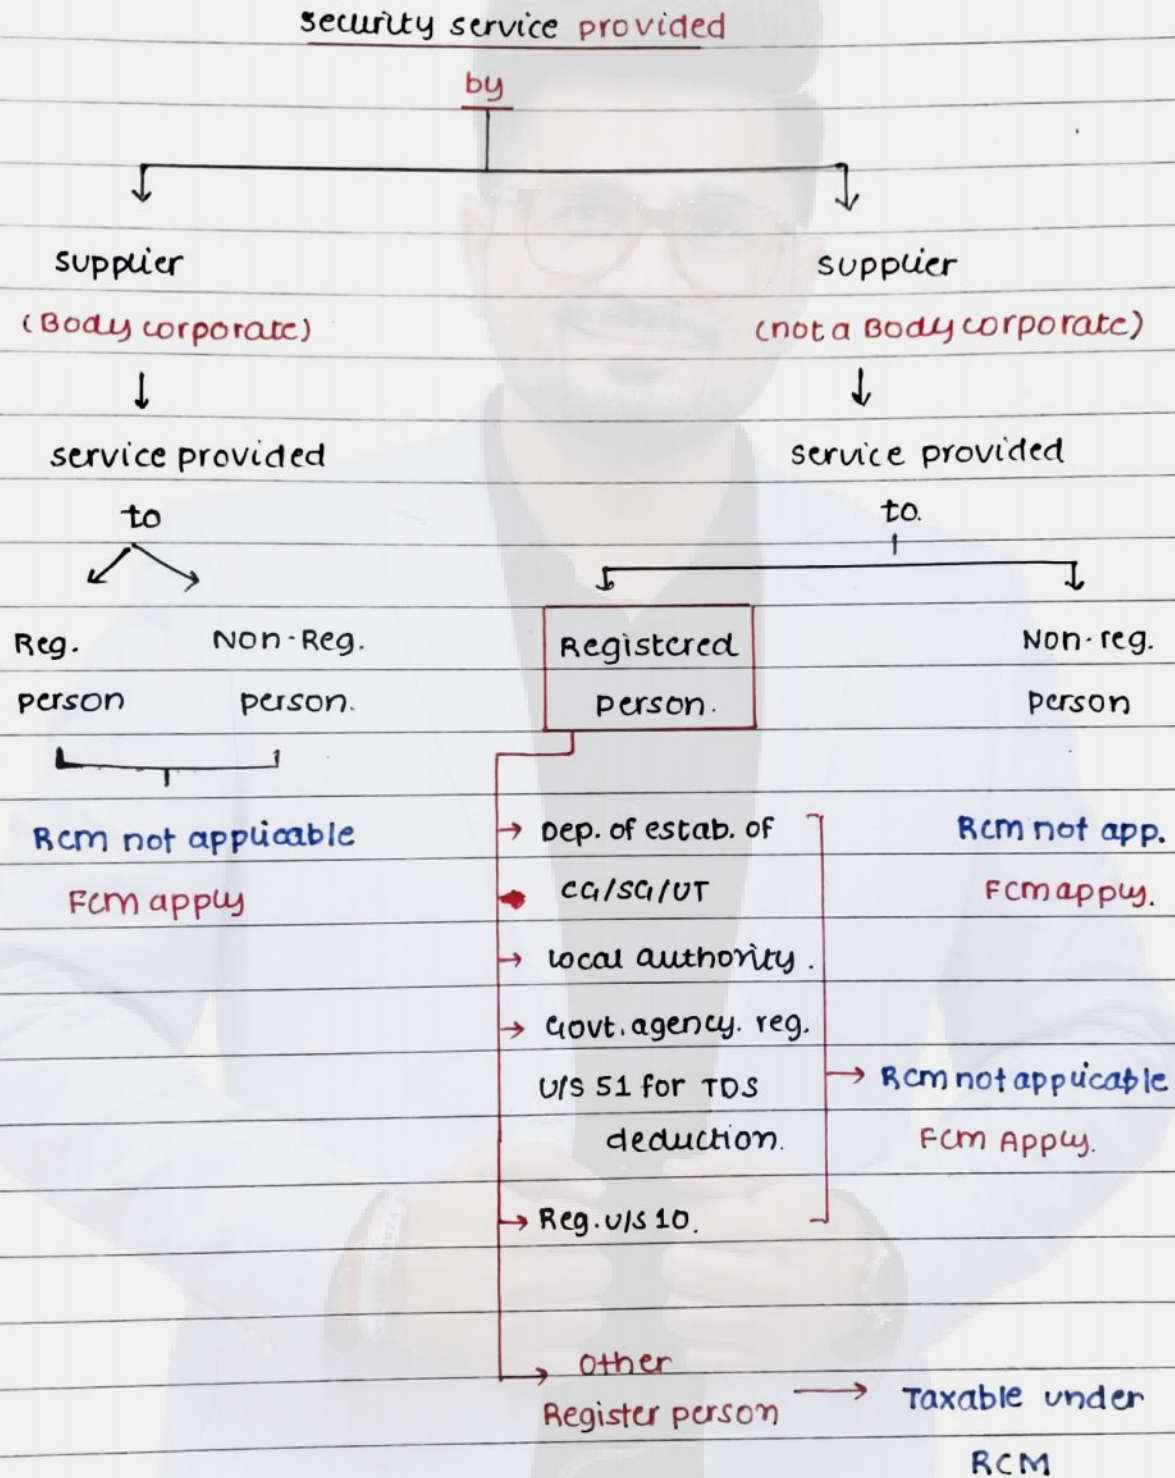 security service provided
by
supplier
(Body corporate)
service provided
to
Reg.
person
Non-Reg.
person.
Rcm not applicable
Fcm apply
supplier
(not a Body corporate)
service provided
to.
Registered
person.
Dep. of estab. of
CG/SG/UT
Local authority.
Govt. agency. reg.
U/S 51 for TDS
deduction.
Reg. U/S 10.
Rcm not applicable
Fcm Apply.
Other
Register person
Taxable under
RCM
Non-reg.
person
Rcm not app.
Fcm apply.